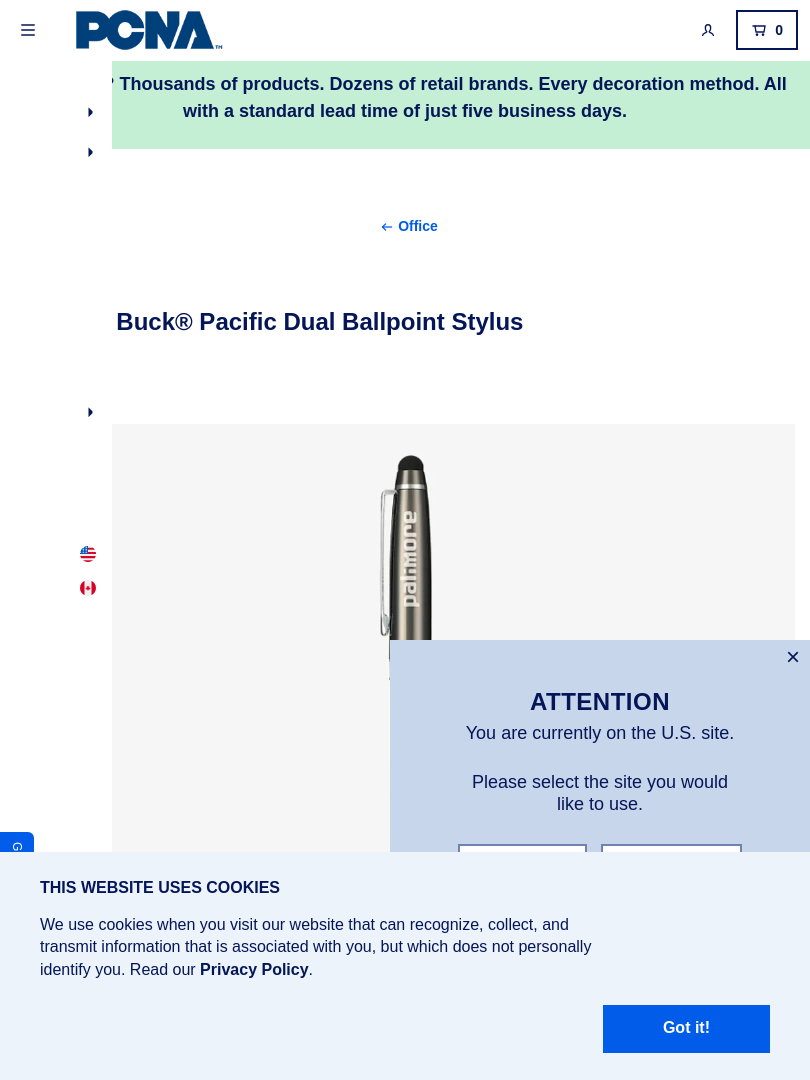 PCNA
TM
0
Thousands of products. Dozens of retail brands. Every decoration method. All
with a standard lead time of just five business days.
← Office
Buck® Pacific Dual Ballpoint Stylus
palimore
×
ATTENTION
You are currently on the U.S. site.
Please select the site you would
like to use.
G
THIS WEBSITE USES COOKIES
We use cookies when you visit our website that can recognize, collect, and
transmit information that is associated with you, but which does not personally
identify you. Read our Privacy Policy.
Got it!